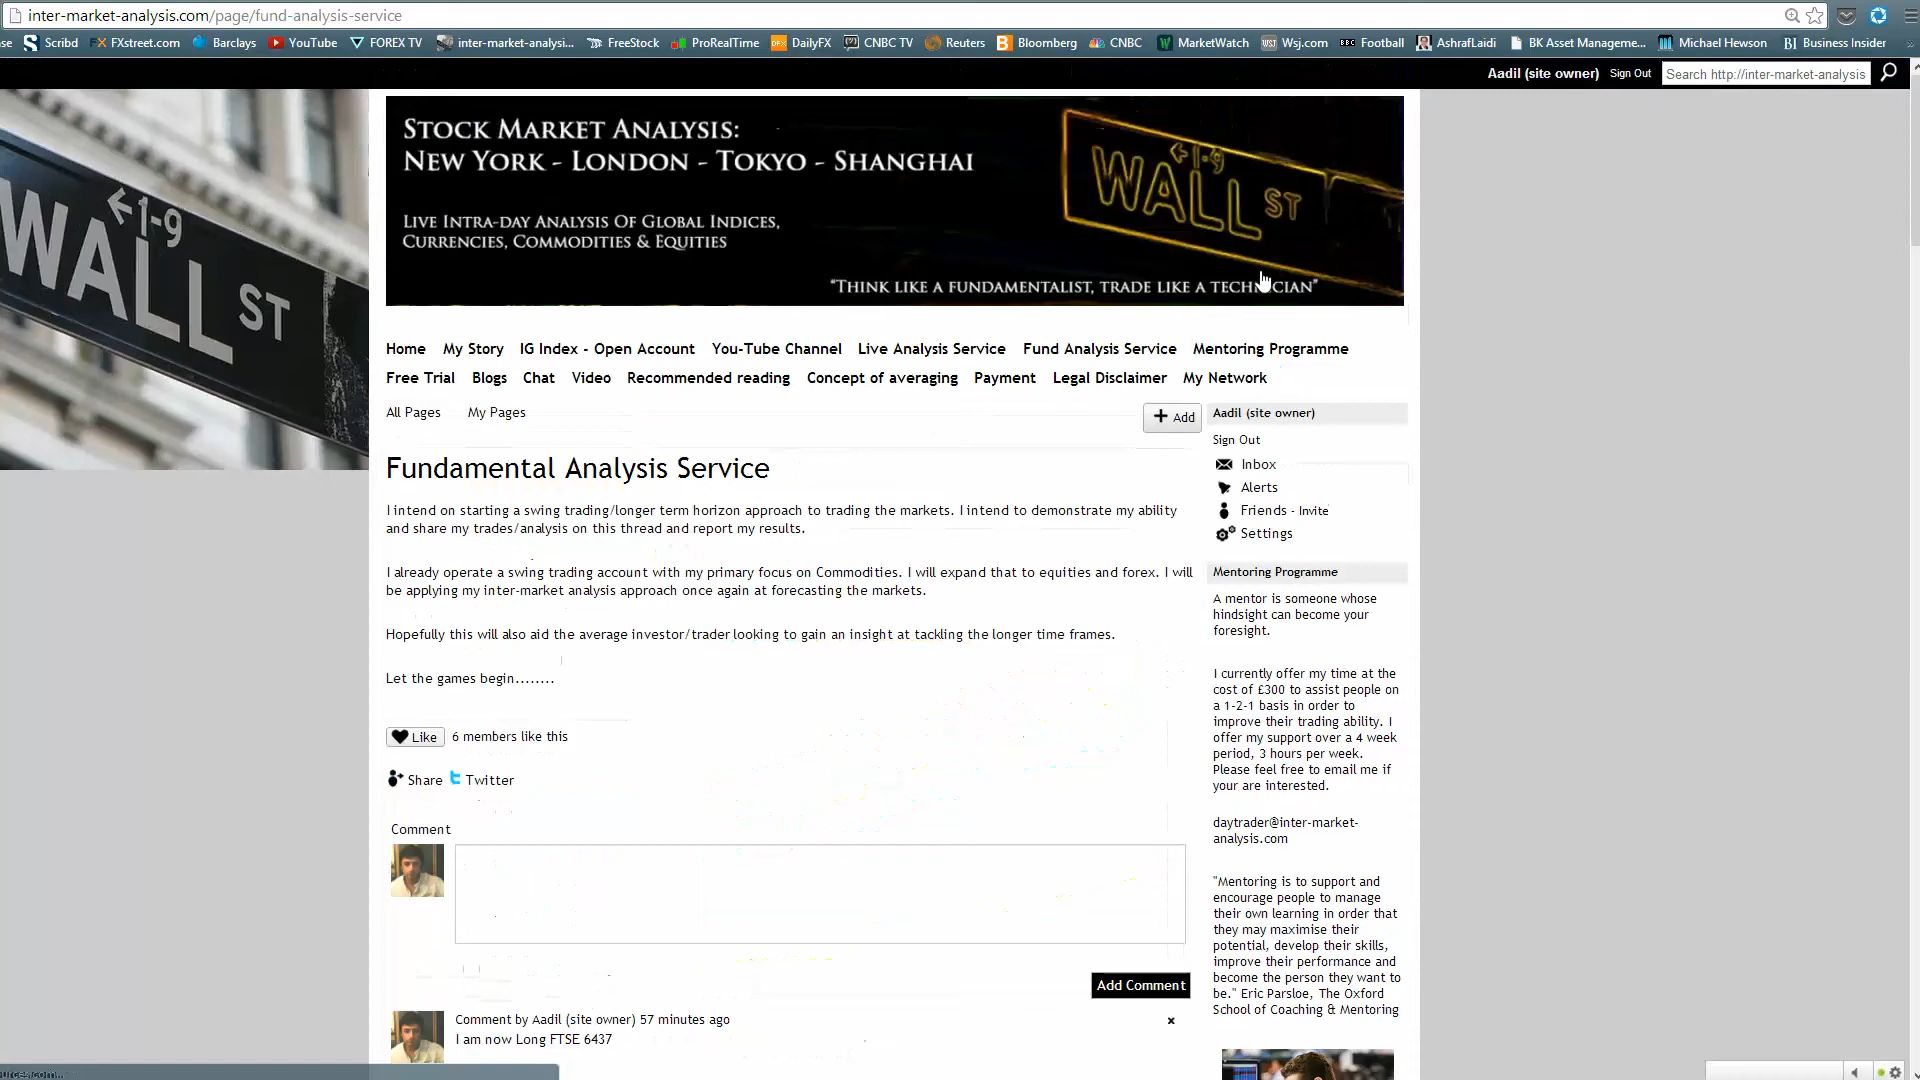 inter-market-analysis.com/page/fund-analysis-service
se Scribd FXstreet.com Barclays YouTube FOREX TV inter-market-analysi... FreeStock ProRealTime DailyFX CNBC TV Reuters Bloomberg CNBC MarketWatch Wsj.com Football AshrafLaidi BK Asset Manageme... Michael Hewson Business Insider
Aadil (site owner) Sign Out Search http://inter-market-analysis
WALL ST
←1-9
STOCK MARKET ANALYSIS:
NEW YORK - LONDON - TOKYO - SHANGHAI
LIVE INTRA-DAY ANALYSIS OF GLOBAL INDICES,
CURRENCIES, COMMODITIES & EQUITIES
←1-9
WALL ST
"THINK LIKE A FUNDAMENTALIST, TRADE LIKE A TECHNICIAN"
Home My Story IG Index - Open Account You-Tube Channel Live Analysis Service Fund Analysis Service Mentoring Programme
Free Trial Blogs Chat Video Recommended reading Concept of averaging Payment Legal Disclaimer My Network
All Pages My Pages
+ Add
Fundamental Analysis Service
I intend on starting a swing trading/longer term horizon approach to trading the markets. I intend to demonstrate my ability
and share my trades/analysis on this thread and report my results.
I already operate a swing trading account with my primary focus on Commodities. I will expand that to equities and forex. I will
be applying my inter-market analysis approach once again at forecasting the markets.
Hopefully this will also aid the average investor/trader looking to gain an insight at tackling the longer time frames.
Let the games begin........
Like 6 members like this
Share Twitter
Comment
Add Comment
Comment by Aadil (site owner) 57 minutes ago
I am now Long FTSE 6437
Aadil (site owner)
Sign Out
Inbox
Alerts
Friends - Invite
Settings
Mentoring Programme
A mentor is someone whose
hindsight can become your
foresight.
I currently offer my time at the
cost of £300 to assist people on
a 1-2-1 basis in order to
improve their trading ability. I
offer my support over a 4 week
period, 3 hours per week.
Please feel free to email me if
your are interested.
daytrader@inter-market-
analysis.com
"Mentoring is to support and
encourage people to manage
their own learning in order that
they may maximise their
potential, develop their skills,
improve their performance and
become the person they want to
be." Eric Parsloe, The Oxford
School of Coaching & Mentoring